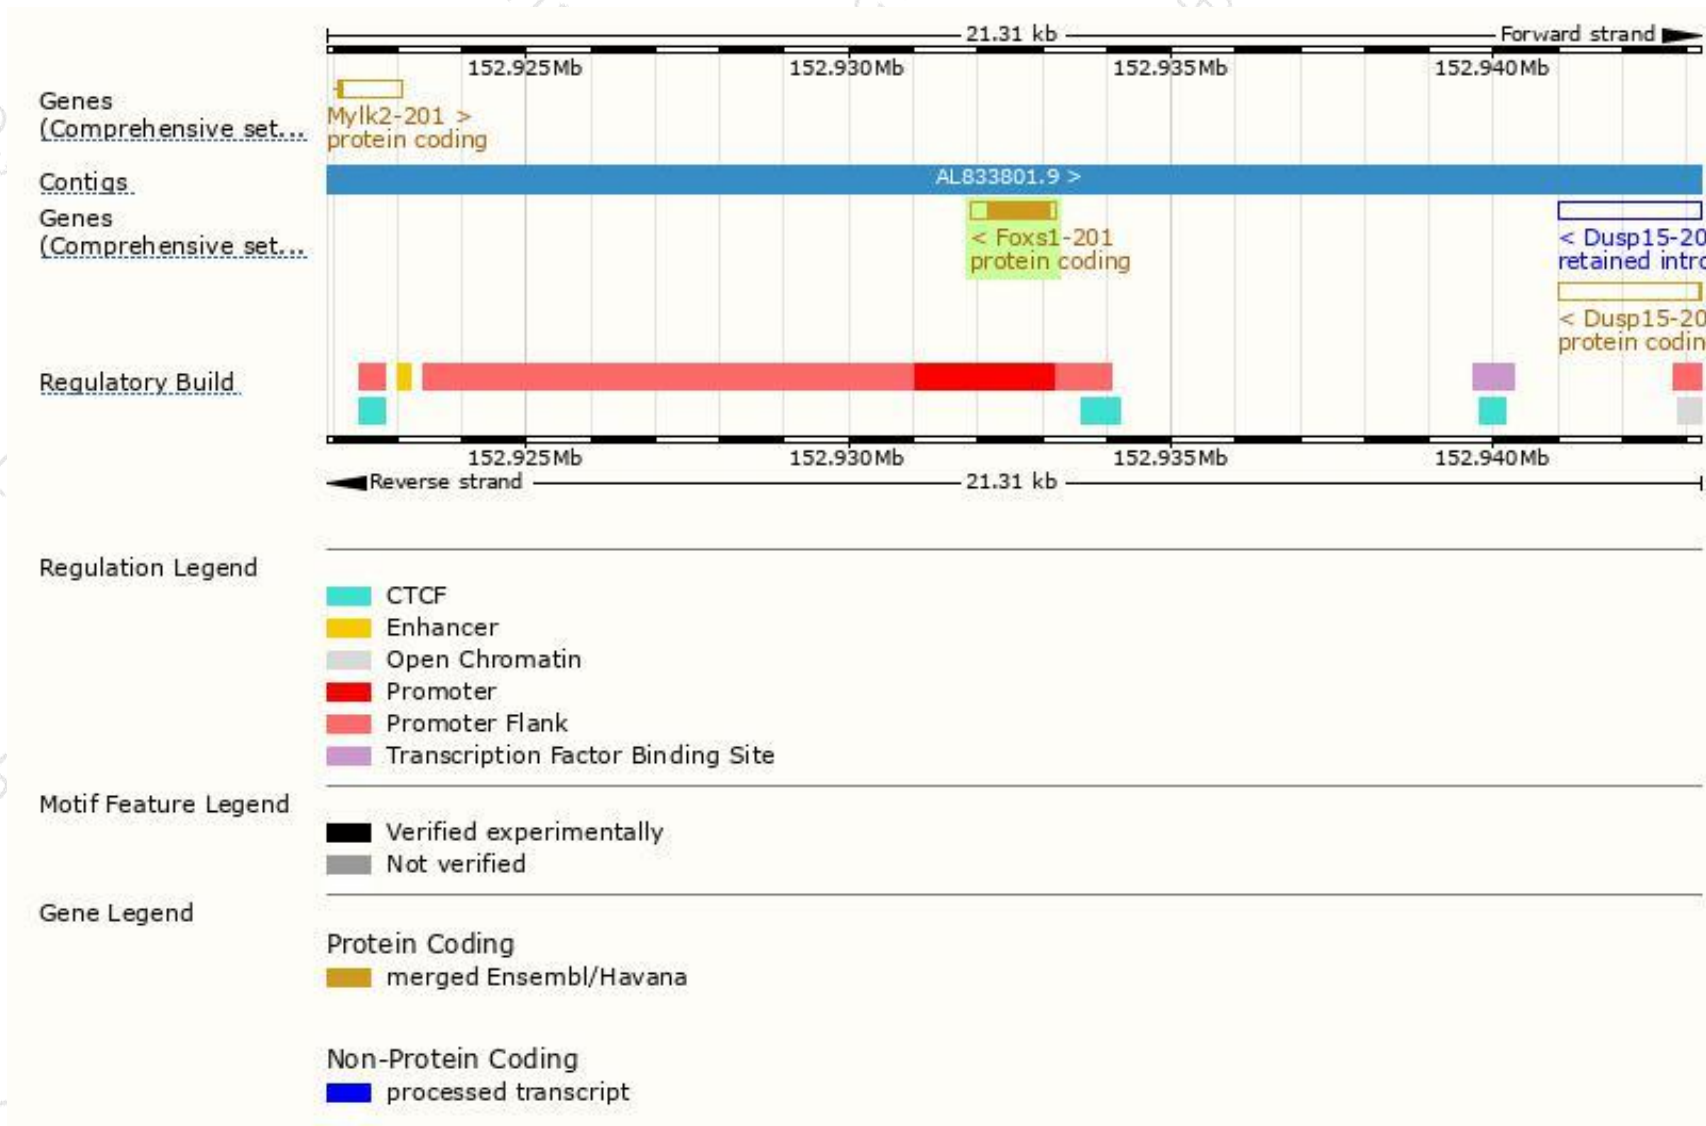 21.31 kb Forward strand
152.925Mb 152.930Mb 152.935Mb 152.940Mb
Genes
(Comprehensive set...
Mylk2-201 >
protein coding
Contigs
AL833801.9 >
Genes
(Comprehensive set...
< Foxs1-201
protein coding
< Dusp15-20
retained intro
< Dusp15-20
protein codin
Regulatory Build
152.925Mb 152.930Mb 152.935Mb 152.940Mb
Reverse strand 21.31 kb
Regulation Legend
CTCF
Enhancer
Open Chromatin
Promoter
Promoter Flank
Transcription Factor Binding Site
Motif Feature Legend
Verified experimentally
Not verified
Gene Legend
Protein Coding
merged Ensembl/Havana
Non-Protein Coding
processed transcript